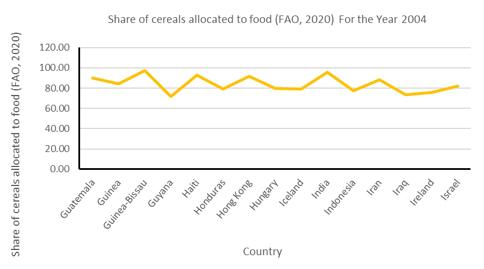 Share of cereals allocated to food (FAO, 2020) For the Year 2004
Share of cereals allocated to food (FAO, 2020)
120.00
100.00
80.00
60.00
40.00
20.00
0.00
Guatemala
Guinea
Guinea-Bissau
Guyana
Haiti
Honduras
Hong Kong
Hungary
Iceland
India
Indonesia
Iran
Iraq
Ireland
Israel
Country